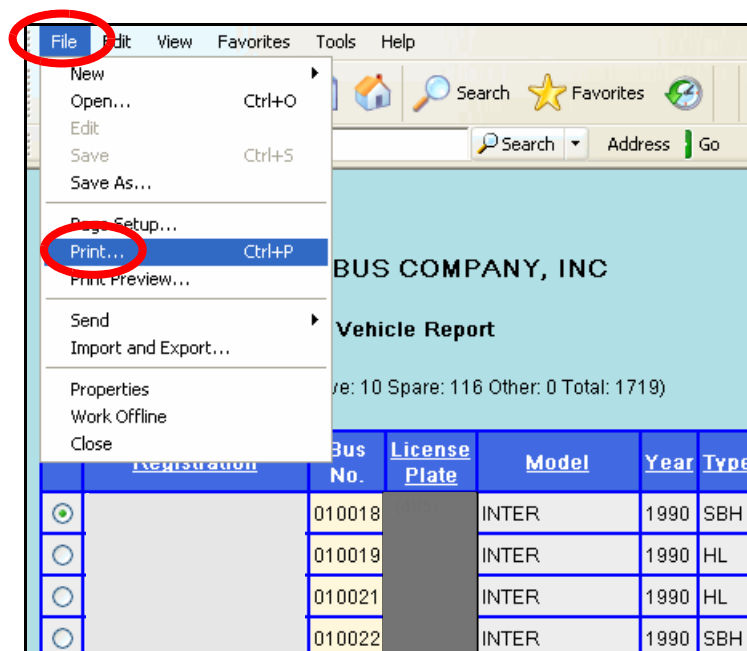 File Edit View Favorites Tools Help
New
Open... Ctrl+O
Edit
Save Ctrl+S
Save As...
Page Setup...
Print... Ctrl+P
Print Preview...
Send
Import and Export...
Properties
Work Offline
Close
Search Favorites
Search Address Go
BUS COMPANY, INC
Vehicle Report
ve: 10 Spare: 116 Other: 0 Total: 1719)
Registration Bus No. License Plate Model Year Type
010018 INTER 1990 SBH
010019 INTER 1990 HL
010021 INTER 1990 HL
010022 INTER 1990 SBH